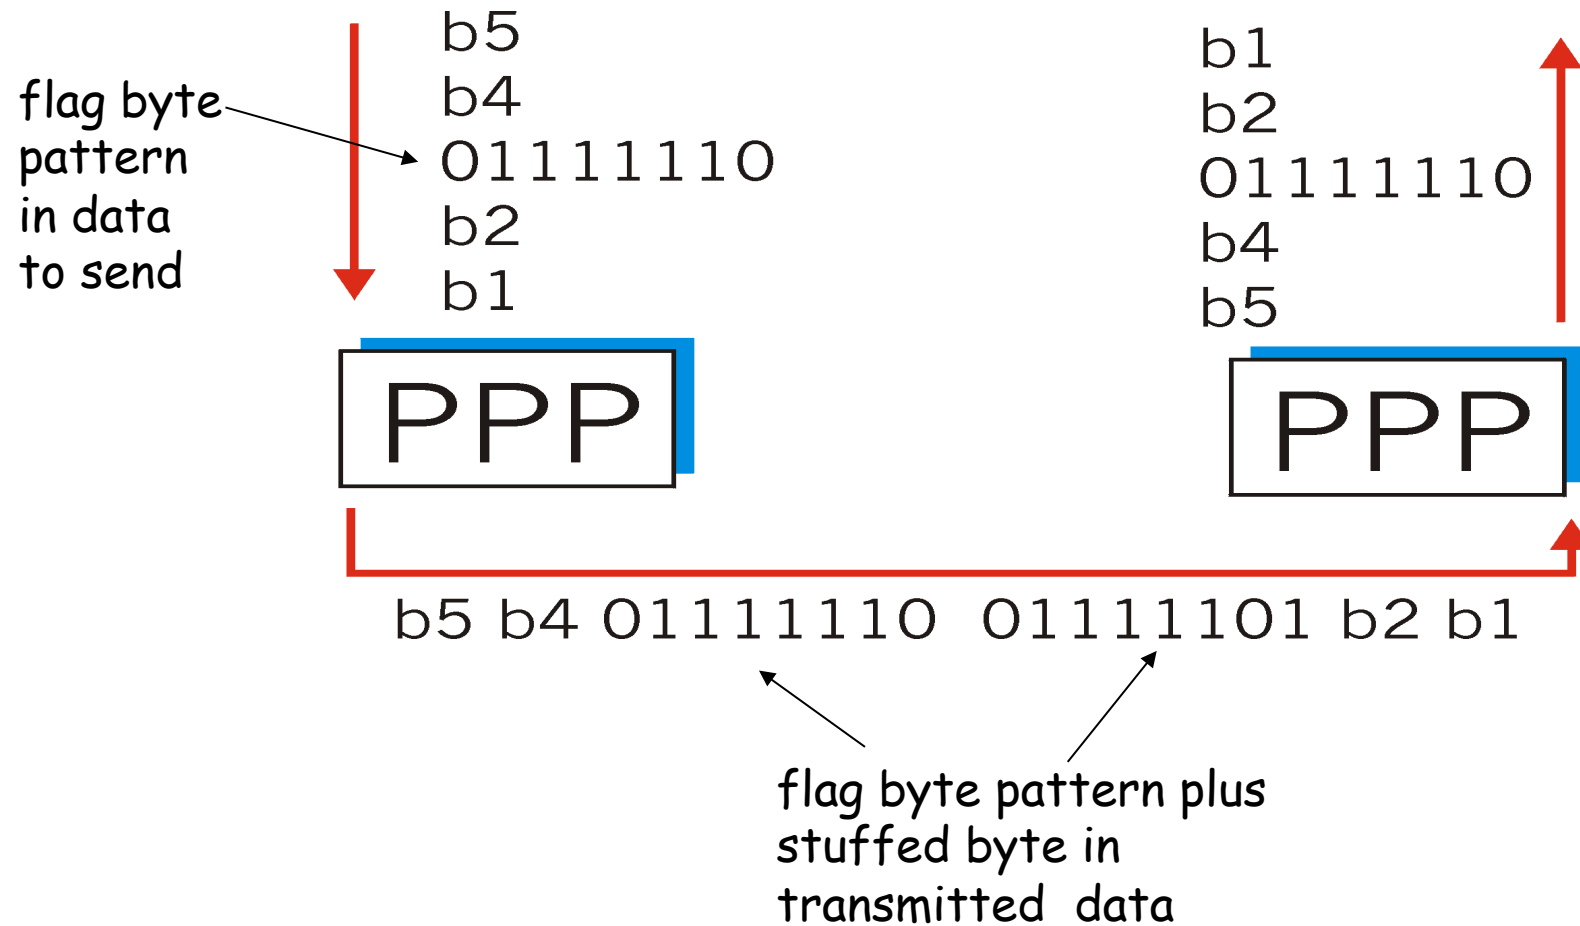 flag byte
pattern
in data
to send
b5
b4
01111110
b2
b1
b1
b2
01111110
b4
b5
PPP
PPP
b5 b4 01111110 01111101 b2 b1
flag byte pattern plus
stuffed byte in
transmitted data